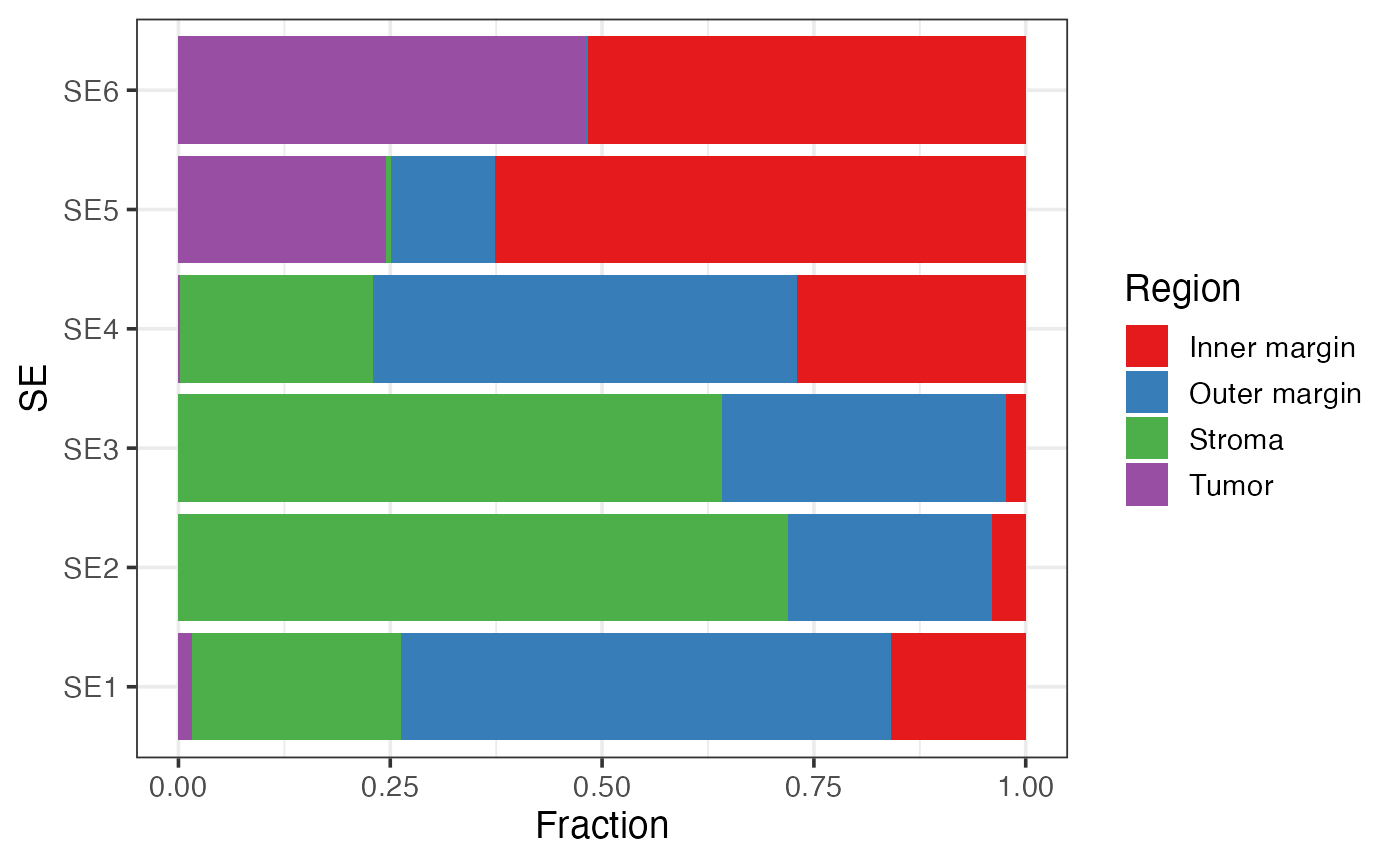 SE6
SE5
SE4
SE3
SE2
SE1
SE
0.00 0.25 0.50 0.75 1.00
Fraction
Region
Inner margin
Outer margin
Stroma
Tumor